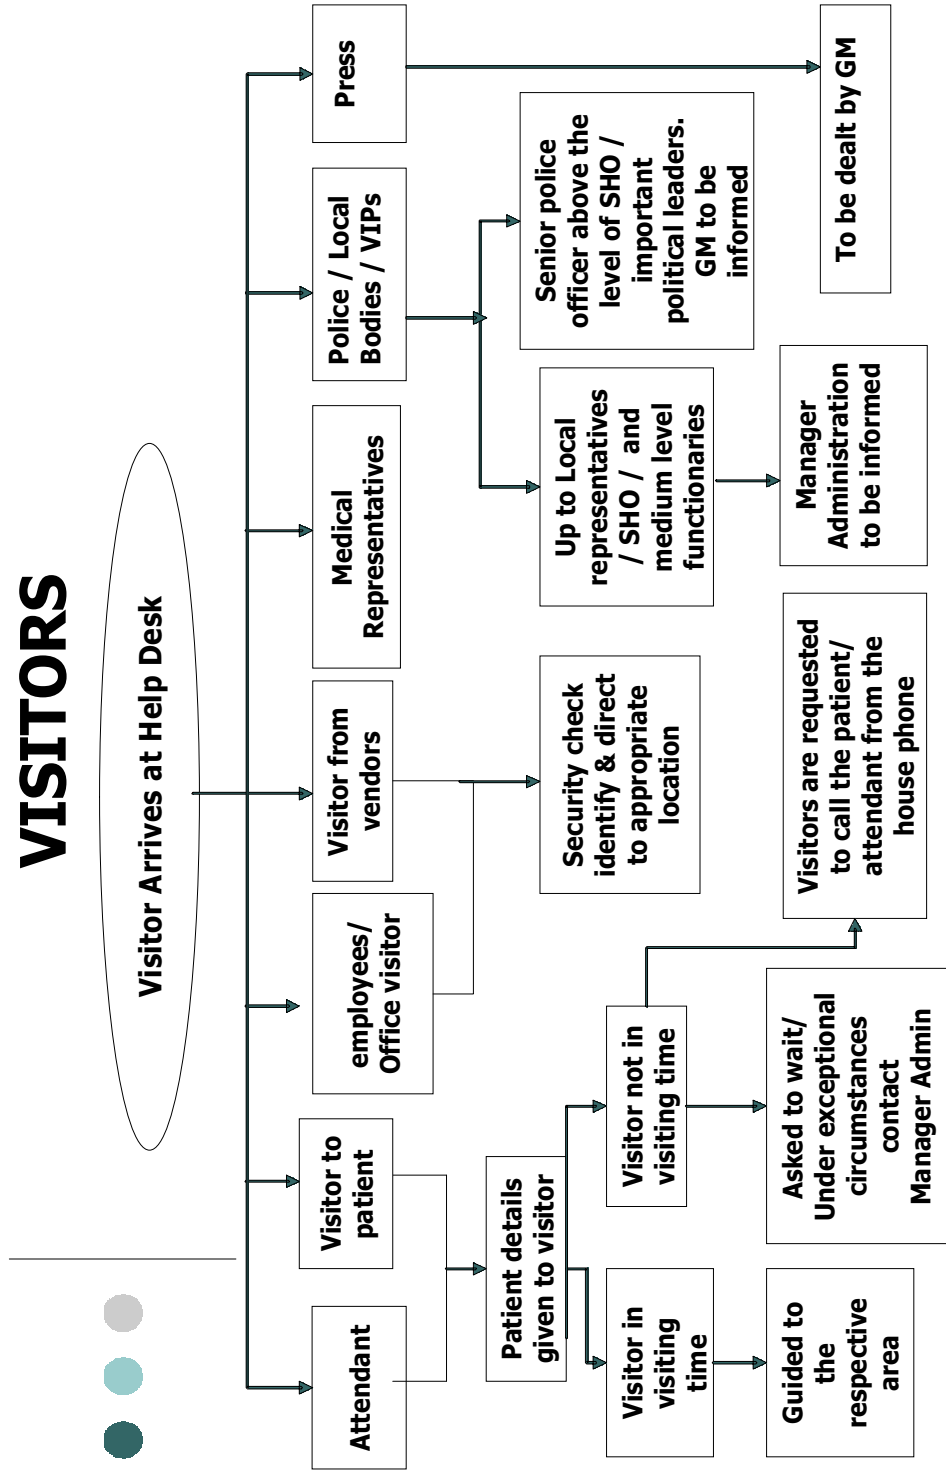 VISITORS
Visitor Arrives at Help Desk
Attendant
Visitor to
patient
employees/
Office visitor
Visitor from
vendors
Medical
Representatives
Police / Local
Bodies / VIPs
Press
Patient details
given to visitor
Security check
identify & direct
to appropriate
location
Up to Local
representatives
/ SHO / and
medium level
functionaries
Senior police
officer above the
level of SHO /
important
political leaders.
GM to be
informed
Visitor in
visiting
time
Visitor not in
visiting time
Guided to
the
respective
area
Asked to wait/
Under exceptional
circumstances
contact
Manager Admin
Visitors are requested
to call the patient/
attendant from the
house phone
Manager
Administration
to be informed
To be dealt by GM